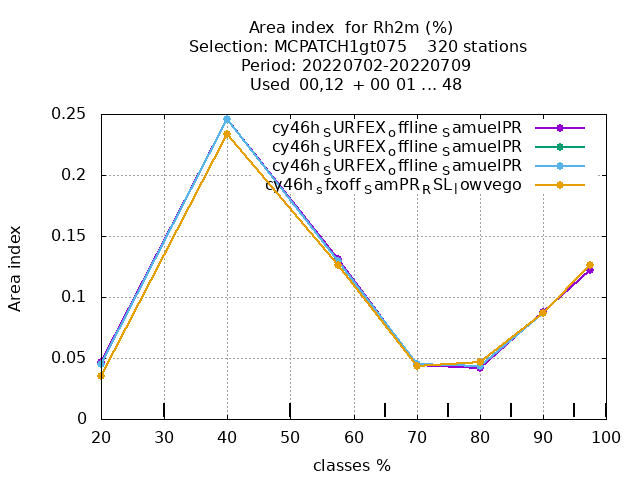 Area index  for Rh2m (%)
Selection: MCPATCH1gt075    320 stations
Period: 20220702-20220709
Used  00,12  + 00 01 ... 48
0.25
0.2
0.15
0.1
0.05
0
Area index
cy46h_SURFEX_offline_SamuelPR
cy46h_SURFEX_offline_SamuelPR
cy46h_SURFEX_offline_SamuelPR
cy46h_sfxoff_SamPR_RSL_lowvego
20 30 40 50 60 70 80 90 100
classes %